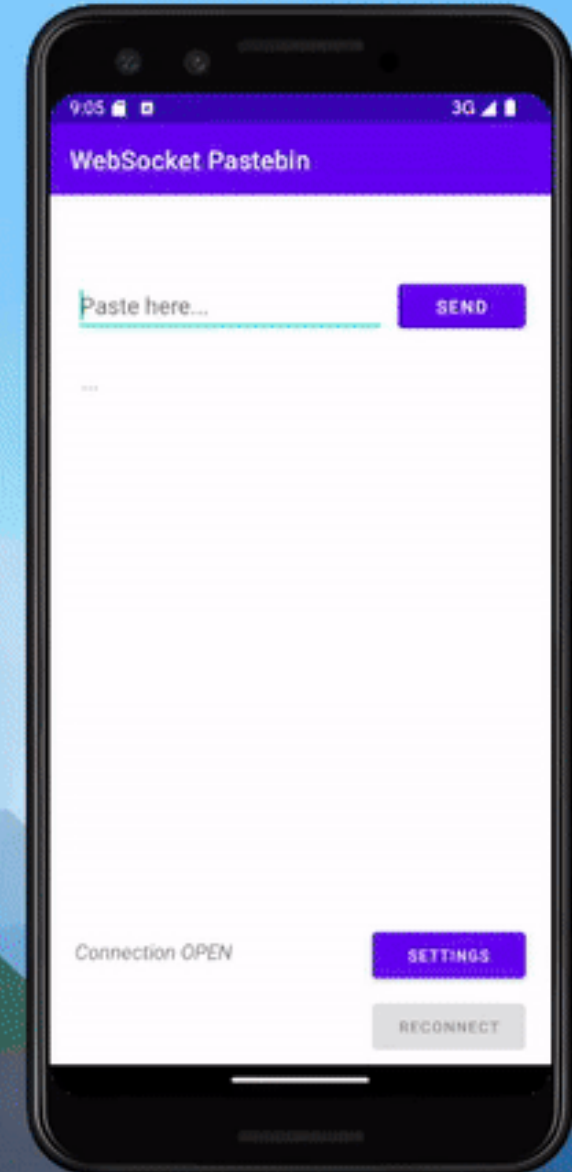 9:05 3G
WebSocket Pastebin
Paste here... SEND
...
Connection OPEN SETTINGS
RECONNECT